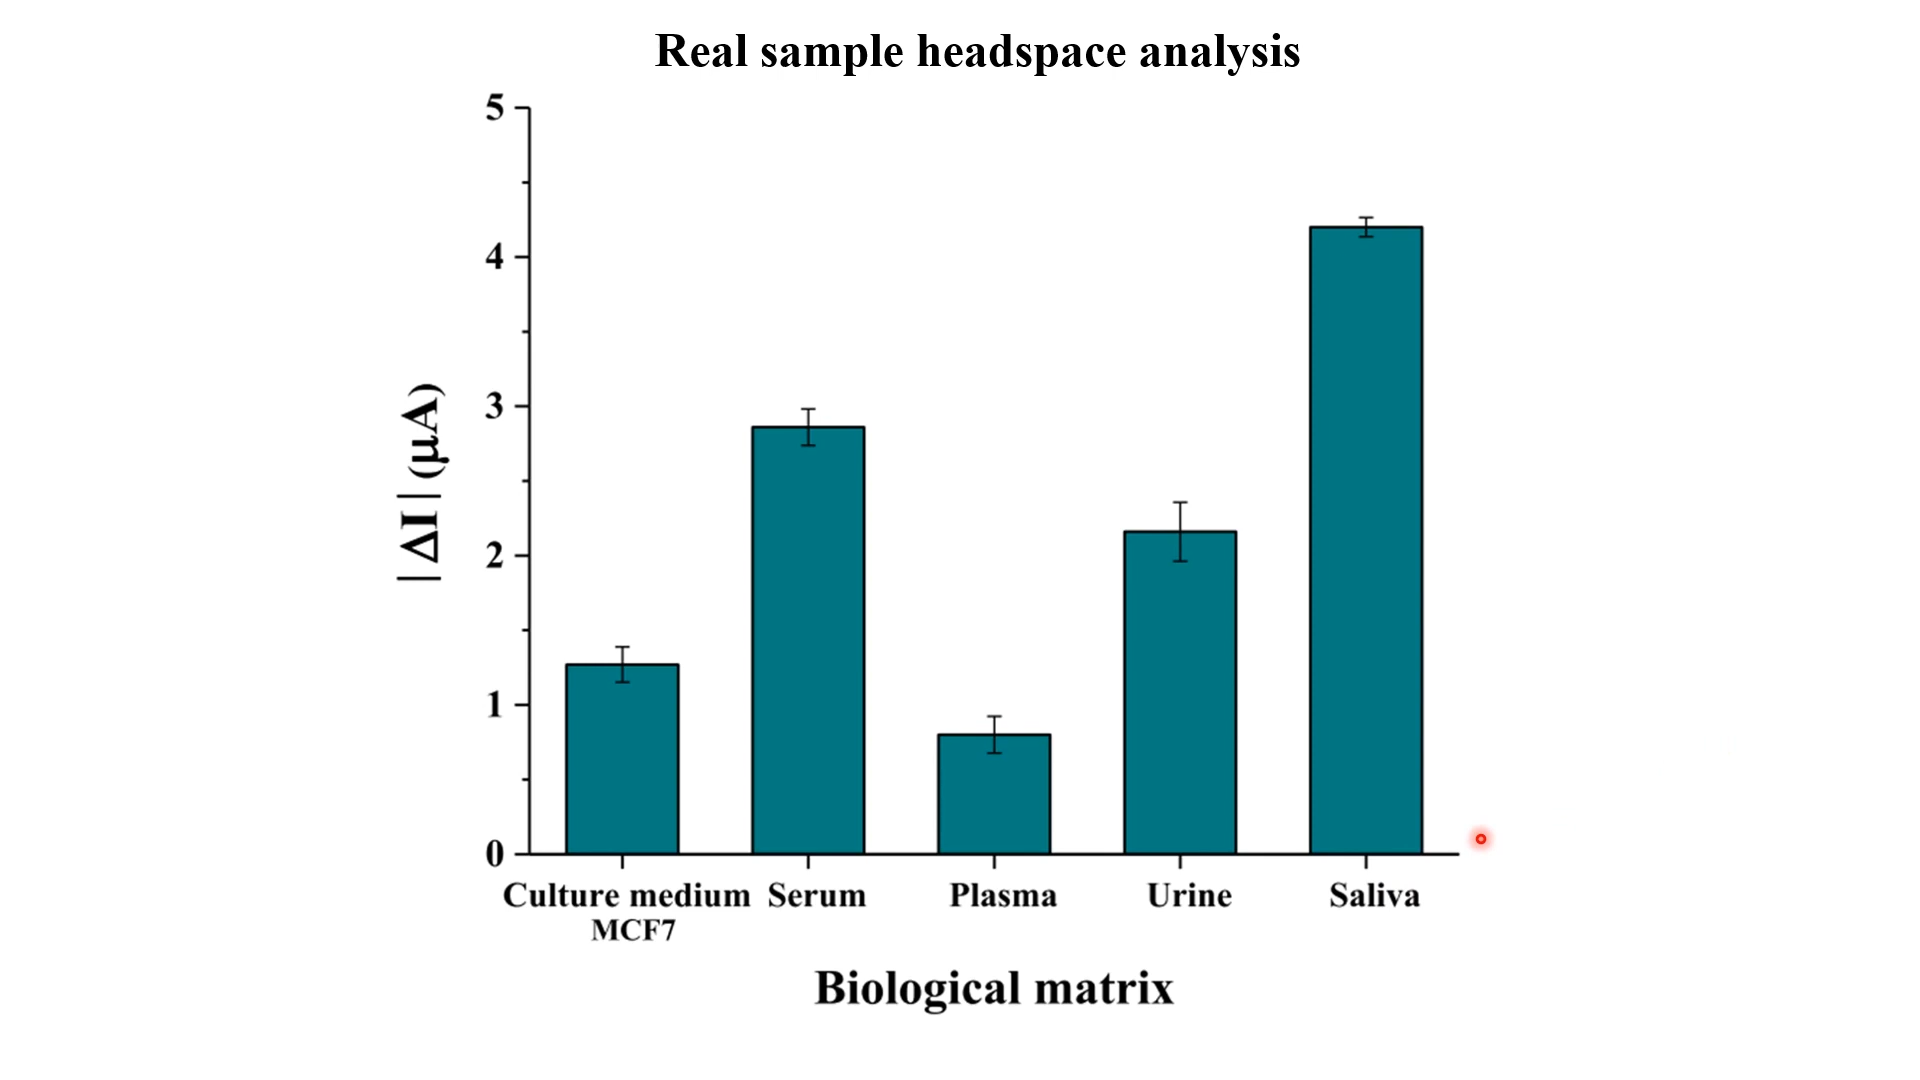 Real sample headspace analysis
5
4
3
2
1
0
|ΔI| (μA)
Culture medium Serum Plasma Urine Saliva
MCF7
Biological matrix